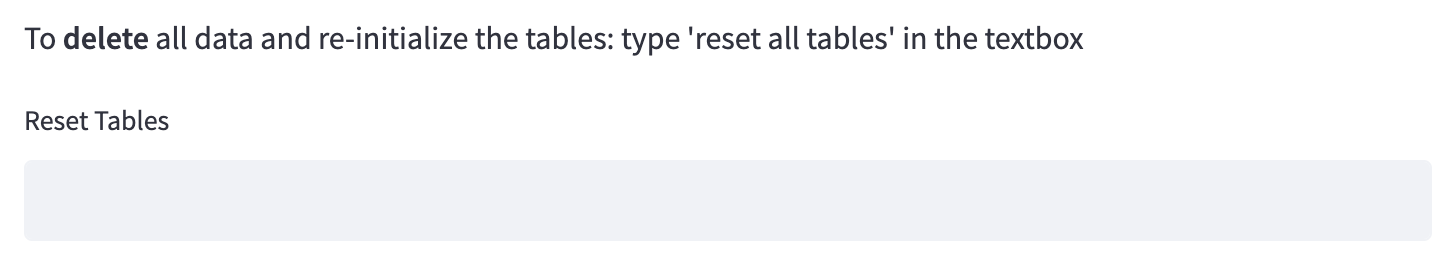 To delete all data and re-initialize the tables: type 'reset all tables' in the textbox
Reset Tables